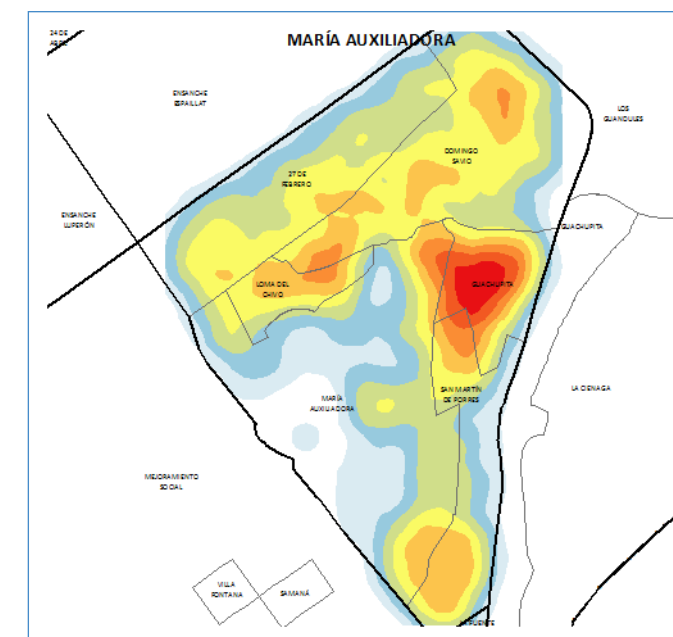 24 DE
MARÍA AUXILIADORA
ENSANCHE
ESPAILLAT
LOS
GUANDULES
DOMINGO
SAVIO
27 DE
FEBRERO
ENSANCHE
LUPERÓN
GUACHUPITA
LOMA DEL
CHIVO
GUACHUPITA
LA CIENAGA
SAN MARTÍN
DE PORRES
MARÍA
AUXILIADORA
MEJORAMIENTO
SOCIAL
VILLA
FONTANA
SAMANÁ